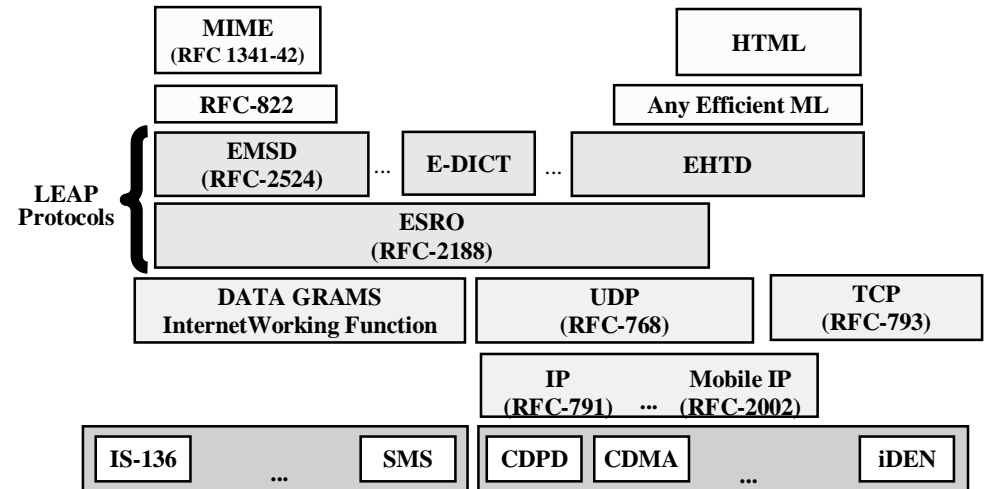 MIME
(RFC 1341-42)
HTML
RFC-822
Any Efficient ML
LEAP
Protocols
EMSD
(RFC-2524)
...
E-DICT
...
EHTD
ESRO
(RFC-2188)
DATA GRAMS
InternetWorking Function
UDP
(RFC-768)
TCP
(RFC-793)
IP
(RFC-791)
...
Mobile IP
(RFC-2002)
IS-136
...
SMS
CDPD
CDMA
...
iDEN